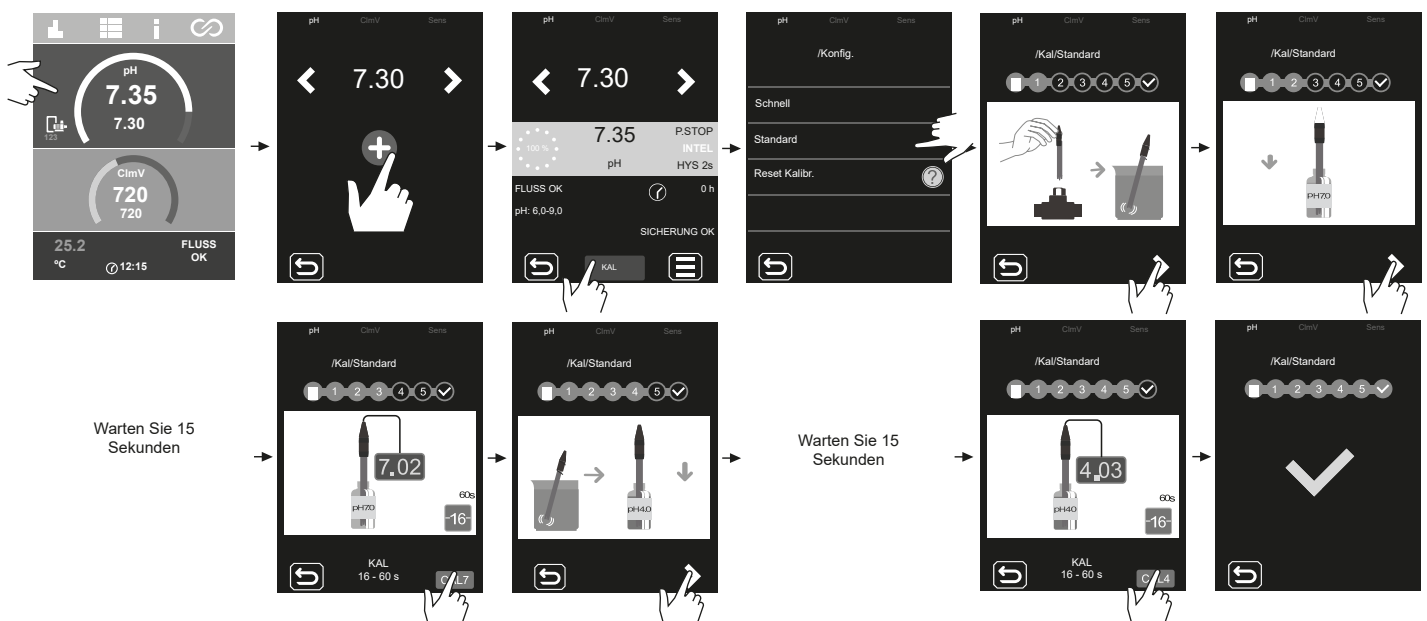 pH
7.35
7.30
123
ClmV
720
720
25.2
ºC
12:15
FLUSS
OK
pH ClmV Sens
7.30
pH ClmV Sens
7.30
100 %
7.35
pH
P.STOP
INTEL
HYS 2s
FLUSS OK
0 h
pH: 6,0-9,0
SICHERUNG OK
KAL
pH ClmV Sens
/Konfig.
Schnell
Standard
Reset Kalibr.
?
pH ClmV Sens
/Kal/Standard
1 2 3 4 5
pH ClmV Sens
/Kal/Standard
1 2 3 4 5
pH7.0
Warten Sie 15
Sekunden
pH ClmV Sens
/Kal/Standard
1 2 3 4 5
7.02
pH7.0
60s
-16-
KAL
16 - 60 s
CAL7
pH ClmV Sens
/Kal/Standard
1 2 3 4 5
pH4.0
Warten Sie 15
Sekunden
pH ClmV Sens
/Kal/Standard
1 2 3 4 5
4.03
pH4.0
60s
-16-
KAL
16 - 60 s
pH ClmV Sens
/Kal/Standard
1 2 3 4 5